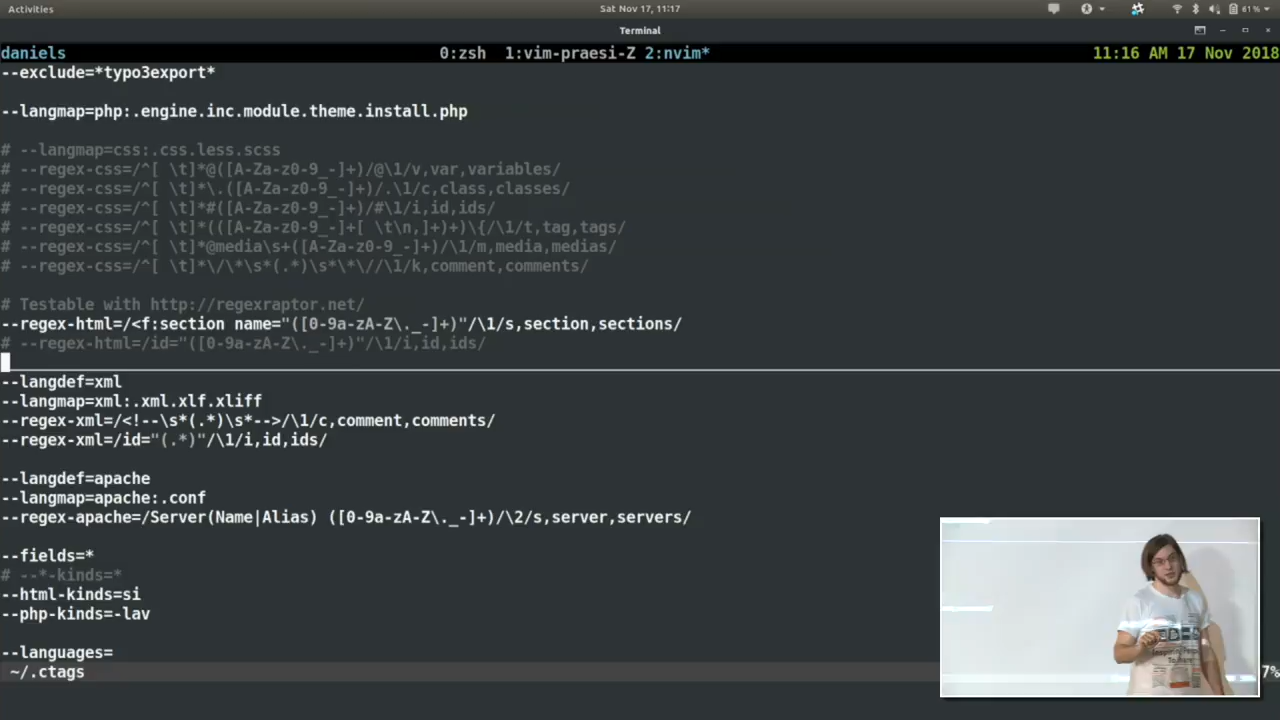 Activities
Sat Nov 17, 11:17
61 %
Terminal
daniels 0:zsh 1:vim-praesi-Z 2:nvim* 11:16 AM 17 Nov 2018
--exclude=*typo3export*
--langmap=php:.engine.inc.module.theme.install.php
# --langmap=css:.css.less.scss
# --regex-css=/^[ \t]*@([A-Za-z0-9_-]+)/@\1/v,var,variables/
# --regex-css=/^[ \t]*\.([A-Za-z0-9_-]+)/.\1/c,class,classes/
# --regex-css=/^[ \t]*#([A-Za-z0-9_-]+)/#\1/i,id,ids/
# --regex-css=/^[ \t]*(([A-Za-z0-9_-]+[ \t\n,]+)+)\{/\1/t,tag,tags/
# --regex-css=/^[ \t]*@media\s+([A-Za-z0-9_-]+)/\1/m,media,medias/
# --regex-css=/^[ \t]*\/\*\s*(.*)\s*\*\//\1/k,comment,comments/
# Testable with http://regexraptor.net/
--regex-html=/<f:section name="([0-9a-zA-Z\._-]+)"/\1/s,section,sections/
# --regex-html=/id="([0-9a-zA-Z\._-]+)"/\1/i,id,ids/
--langdef=xml
--langmap=xml:.xml.xlf.xliff
--regex-xml=/<!--\s*(.*)\s*-->/\1/c,comment,comments/
--regex-xml=/id="(.*)"/\1/i,id,ids/
--langdef=apache
--langmap=apache:.conf
--regex-apache=/Server(Name|Alias) ([0-9a-zA-Z\._-]+)/\2/s,server,servers/
--fields=*
# --*-kinds=*
--html-kinds=si
--php-kinds=-lav
--languages=
~/.ctags 7%